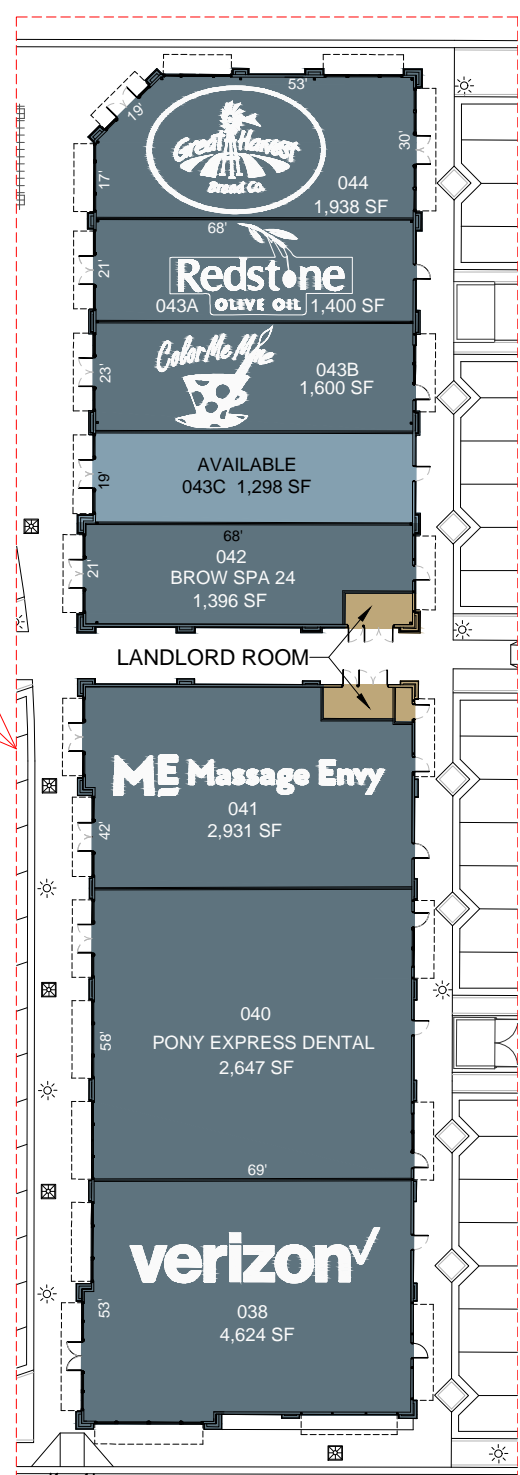 53'
19'
Great Harvest
Bread Co.
30'
17'
044
1,938 SF
68'
21'
Redstone
OLIVE OIL
043A
1,400 SF
Color Me Mine
23'
043B
1,600 SF
AVAILABLE
19'
043C 1,298 SF
68'
21'
042
BROW SPA 24
1,396 SF
LANDLORD ROOM
ME Massage Envy
041
2,931 SF
42'
040
58'
PONY EXPRESS DENTAL
2,647 SF
69'
verizon
53'
038
4,624 SF